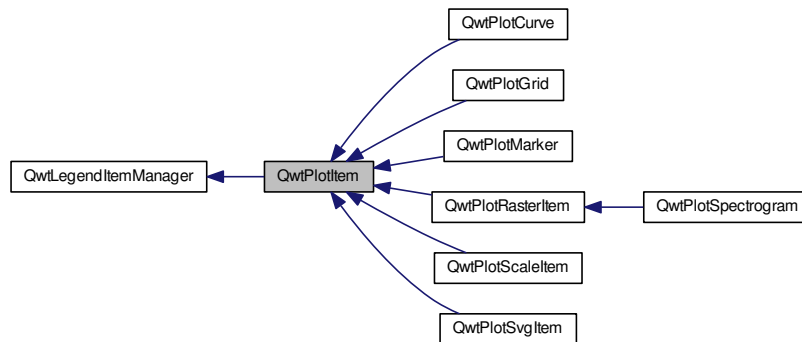 QwtPlotCurve
QwtPlotGrid
QwtPlotMarker
QwtLegendItemManager
QwtPlotItem
QwtPlotRasterItem
QwtPlotSpectrogram
QwtPlotScaleItem
QwtPlotSvgItem